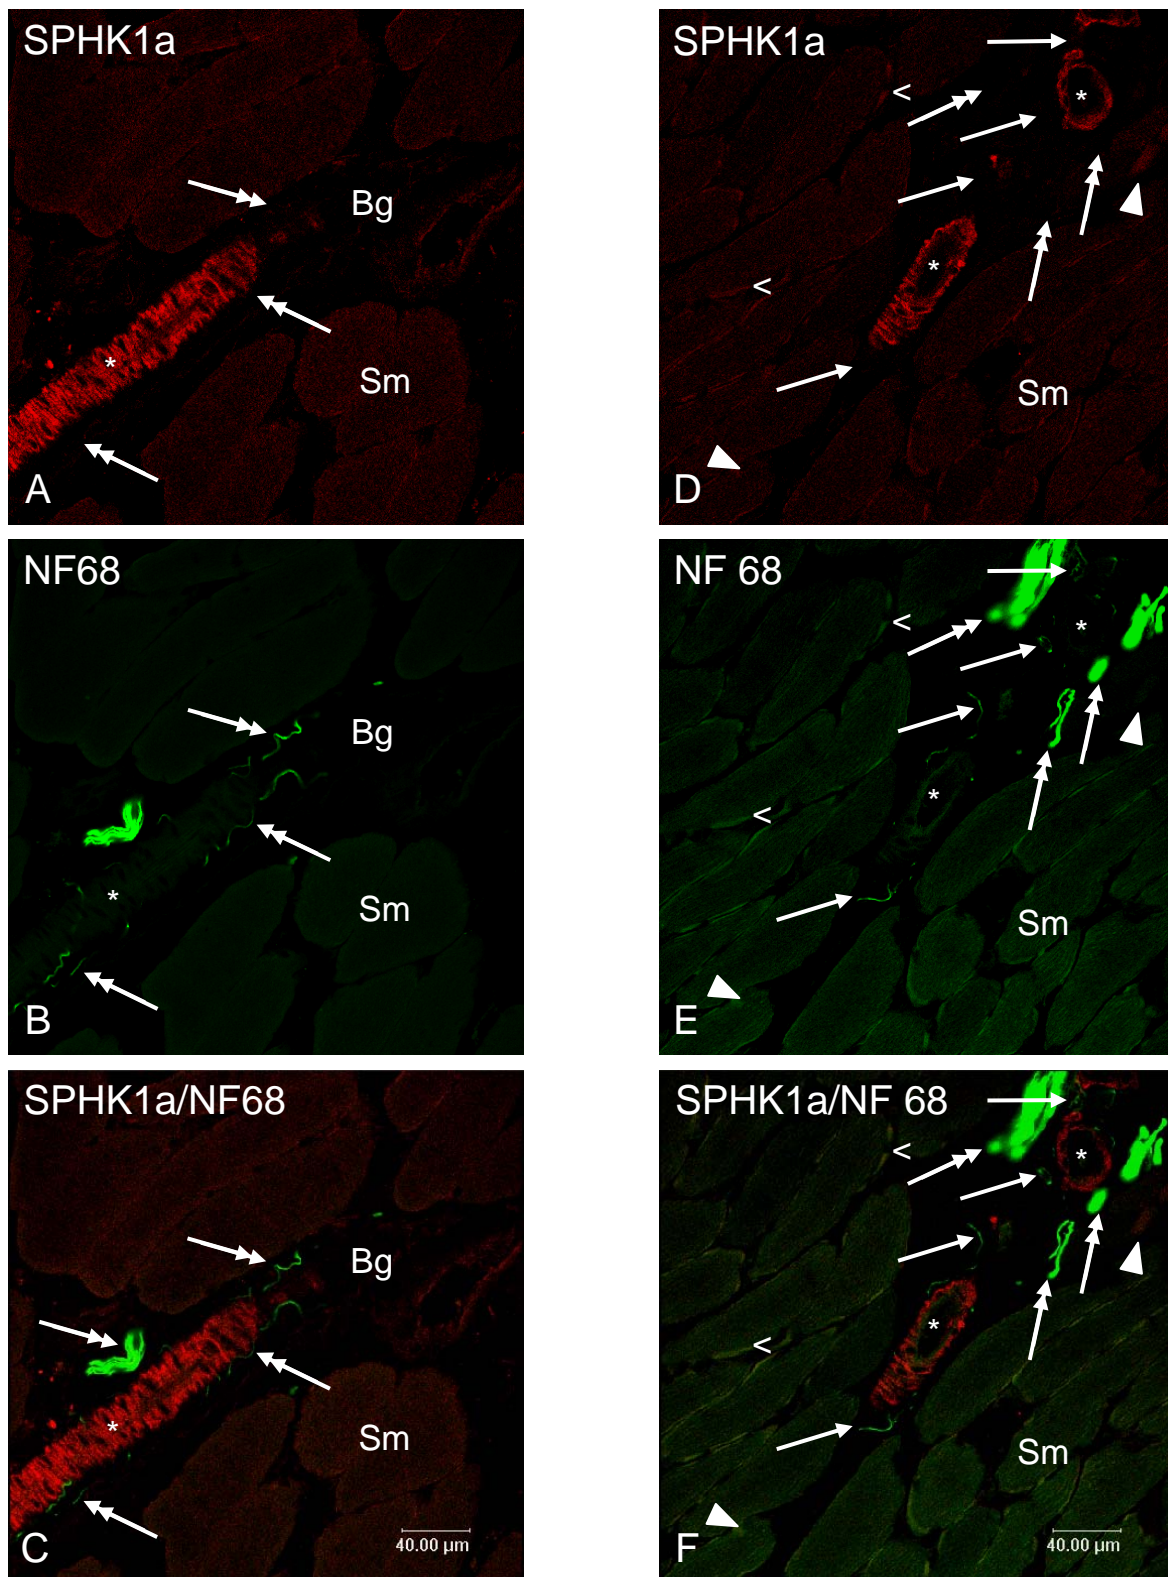 SPHK1a
Bg
Sm
*
A
NF68
Bg
Sm
*
B
SPHK1a/NF68
Bg
Sm
*
C
40.00 µm
SPHK1a
*
<
*
<
Sm
D
NF 68
<
*
*
<
Sm
E
SPHK1a/NF 68
<
*
*
<
Sm
F
40.00 µm